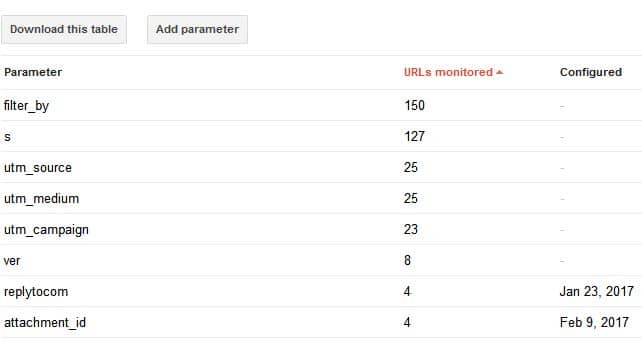 Download this table Add parameter
Parameter URLs monitored Configured
filter_by 150 -
s 127 -
utm_source 25 -
utm_medium 25 -
utm_campaign 23 -
ver 8 -
replytocom 4 Jan 23, 2017
attachment_id 4 Feb 9, 2017